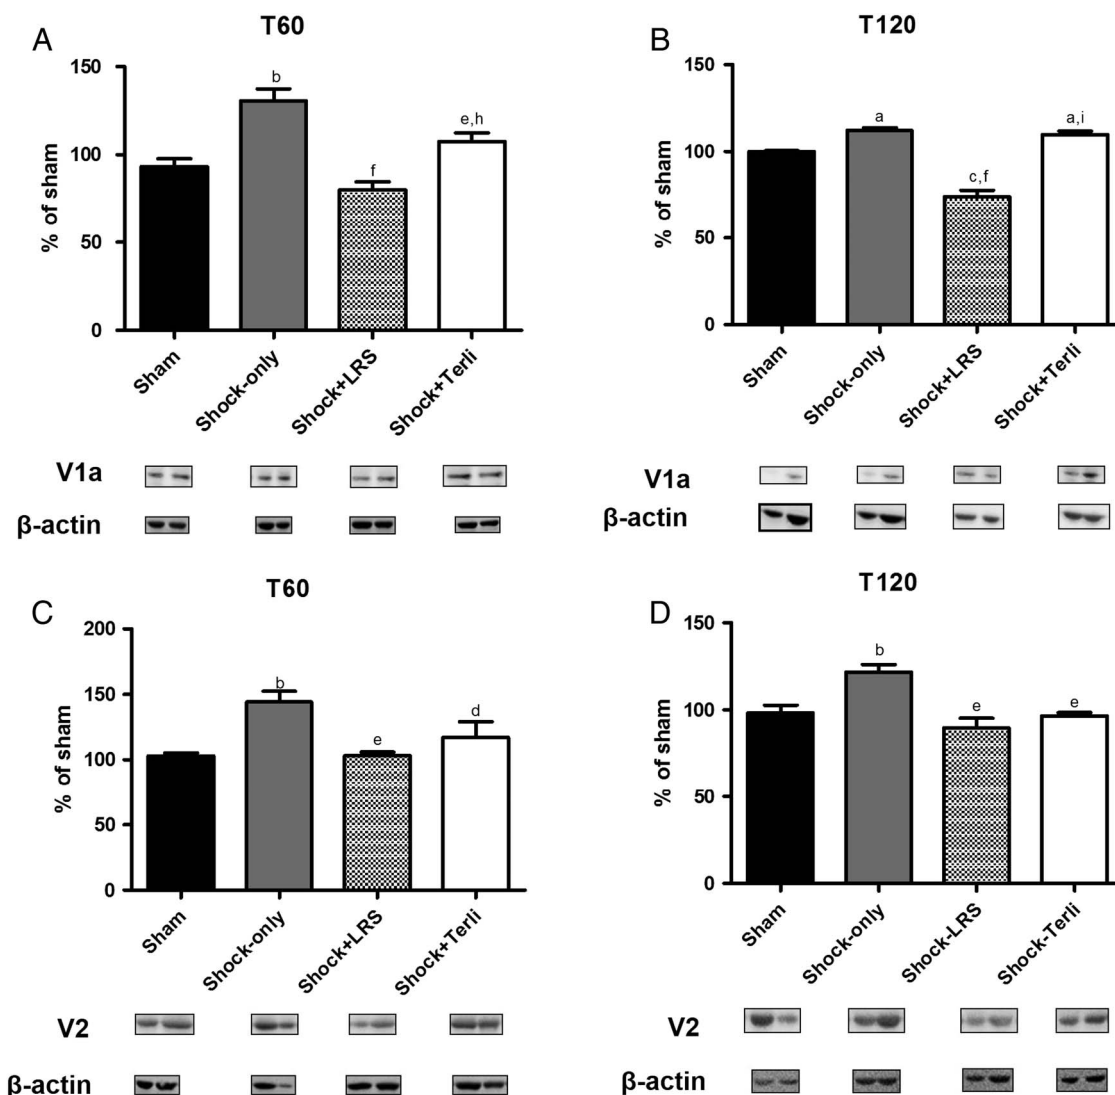 A
T60
% of sham
150
100
50
0
b
f
e,h
Sham
Shock-only
Shock+LRS
Shock+Terli
V1a
β-actin
B
T120
% of sham
150
100
50
0
a
c,f
a,i
Sham
Shock-only
Shock+LRS
Shock+Terli
V1a
β-actin
C
T60
% of sham
200
150
100
50
0
b
e
d
Sham
Shock-only
Shock+LRS
Shock+Terli
V2
β-actin
D
T120
% of sham
150
100
50
0
b
e
e
Sham
Shock-only
Shock-LRS
Shock-Terli
V2
β-actin